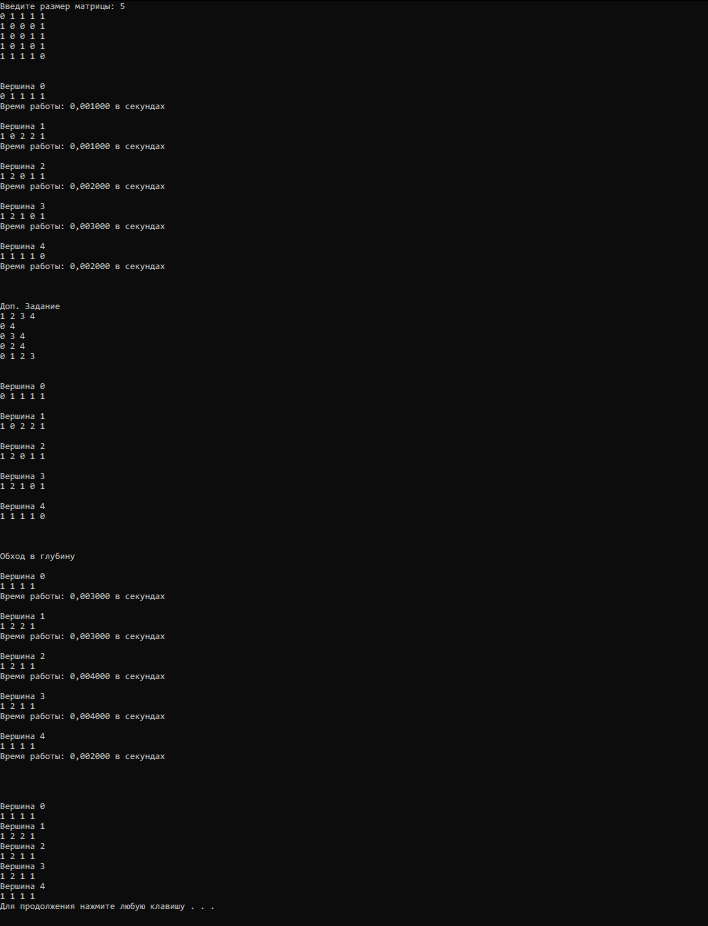 Введите размер матрицы: 5
0 1 1 1 1
1 0 0 0 1
1 0 0 1 1
1 0 1 0 1
1 1 1 1 0
Вершина 0
0 1 1 1 1
Время работы: 0,001000 в секундах
Вершина 1
1 0 2 2 1
Время работы: 0,001000 в секундах
Вершина 2
1 2 0 1 1
Время работы: 0,002000 в секундах
Вершина 3
1 2 1 0 1
Время работы: 0,003000 в секундах
Вершина 4
1 1 1 1 0
Время работы: 0,002000 в секундах
Доп. Задание
1 2 3 4
0 4
0 3 4
0 2 4
0 1 2 3
Вершина 0
0 1 1 1 1
Вершина 1
1 0 2 2 1
Вершина 2
1 2 0 1 1
Вершина 3
1 2 1 0 1
Вершина 4
1 1 1 1 0
Обход в глубину
Вершина 0
1 1 1 1
Время работы: 0,003000 в секундах
Вершина 1
1 2 2 1
Время работы: 0,003000 в секундах
Вершина 2
1 2 1 1
Время работы: 0,004000 в секундах
Вершина 3
1 2 1 1
Время работы: 0,004000 в секундах
Вершина 4
1 1 1 1
Время работы: 0,002000 в секундах
Вершина 0
1 1 1 1
Вершина 1
1 2 2 1
Вершина 2
1 2 1 1
Вершина 3
1 2 1 1
Вершина 4
1 1 1 1
Для продолжения нажмите любую клавишу . . .